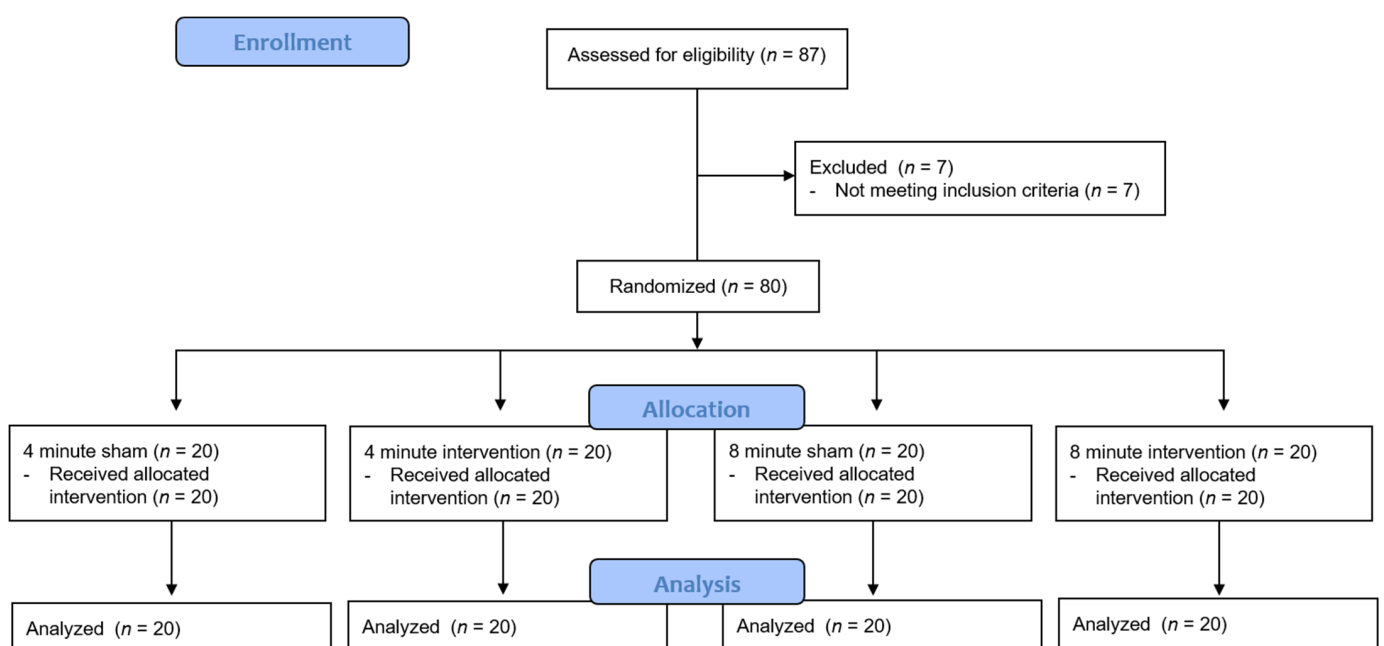 Enrollment
Assessed for eligibility (n = 87)
Excluded (n = 7)
- Not meeting inclusion criteria (n = 7)
Randomized (n = 80)
Allocation
4 minute sham (n = 20)
- Received allocated
intervention (n = 20)
4 minute intervention (n = 20)
- Received allocated
intervention (n = 20)
8 minute sham (n = 20)
- Received allocated
intervention (n = 20)
8 minute intervention (n = 20)
- Received allocated
intervention (n = 20)
Analysis
Analyzed (n = 20)
Analyzed (n = 20)
Analyzed (n = 20)
Analyzed (n = 20)